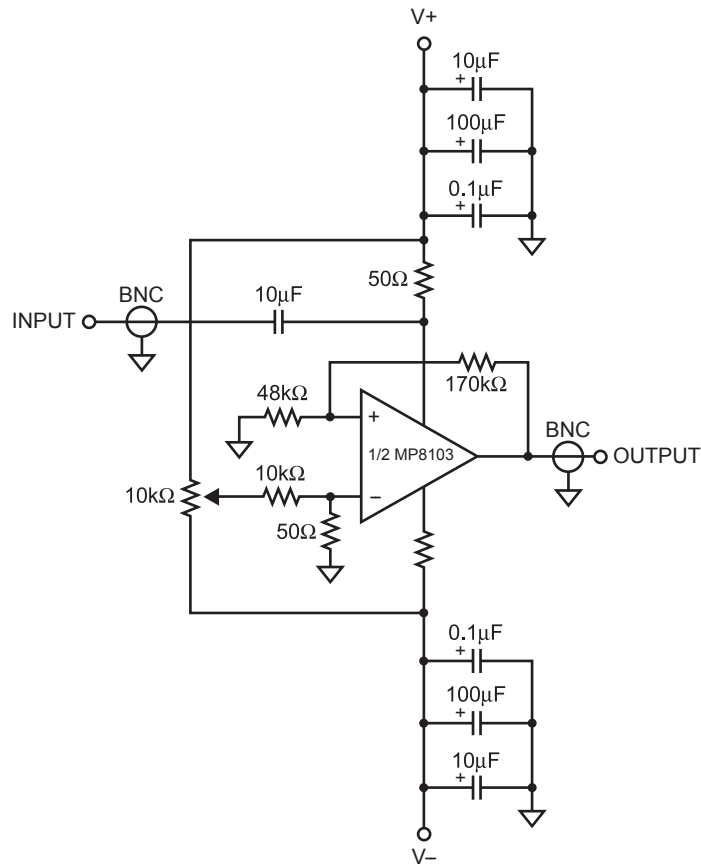 V+
10μF
+
100μF
+
0.1μF
+
50Ω
BNC
10μF
INPUT
170kΩ
48kΩ
+
BNC
1/2 MP8103
OUTPUT
10kΩ
10kΩ
–
50Ω
0.1μF
+
100μF
+
10μF
+
V–